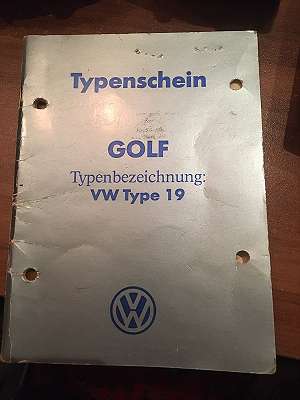 Typenschein
GOLF
Typenbezeichnung:
VW Type 19